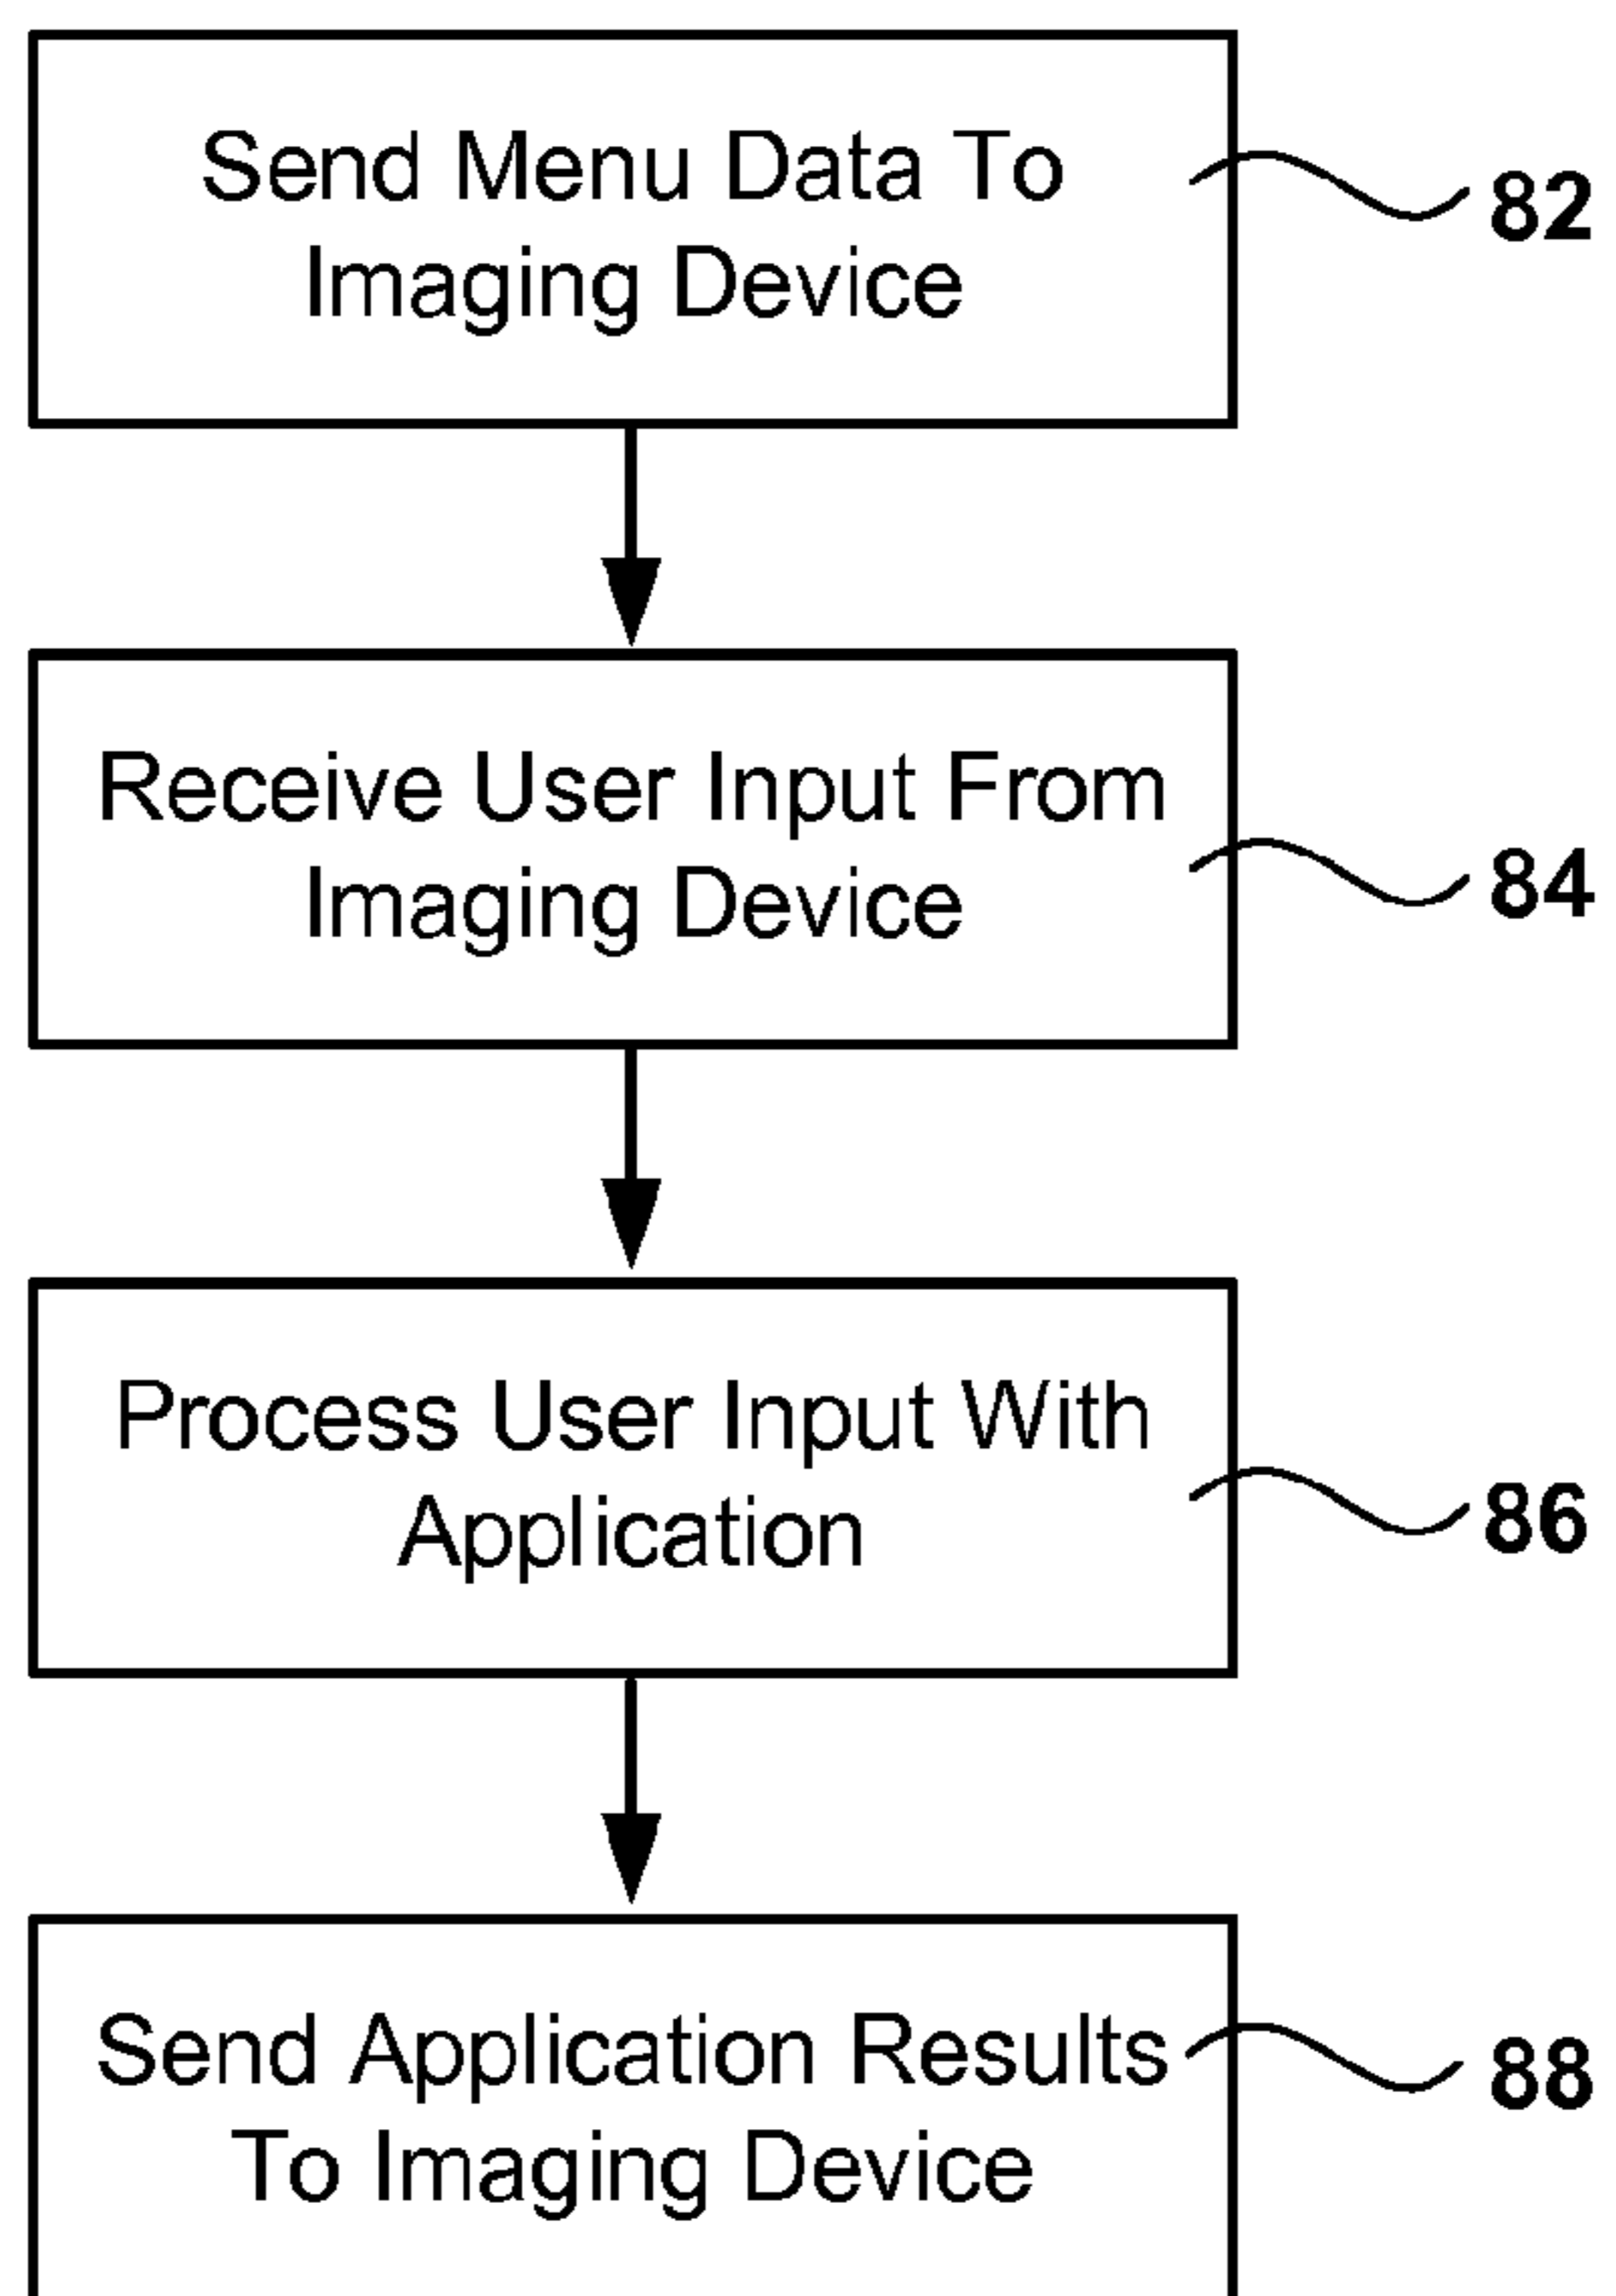 Send Menu Data To
Imaging Device
82
Receive User Input From
Imaging Device
84
Process User Input With
Application
86
Send Application Results
To Imaging Device
88